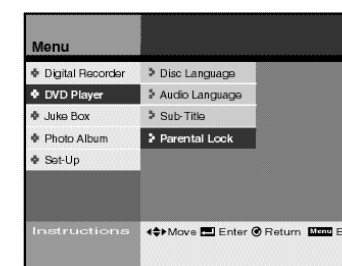 Menu
Digital Recorder
Disc Language
DVD Player
Audio Language
Juke Box
Sub-Title
Photo Album
Parental Lock
Set-Up
Instructions
Move Enter Return Menu E